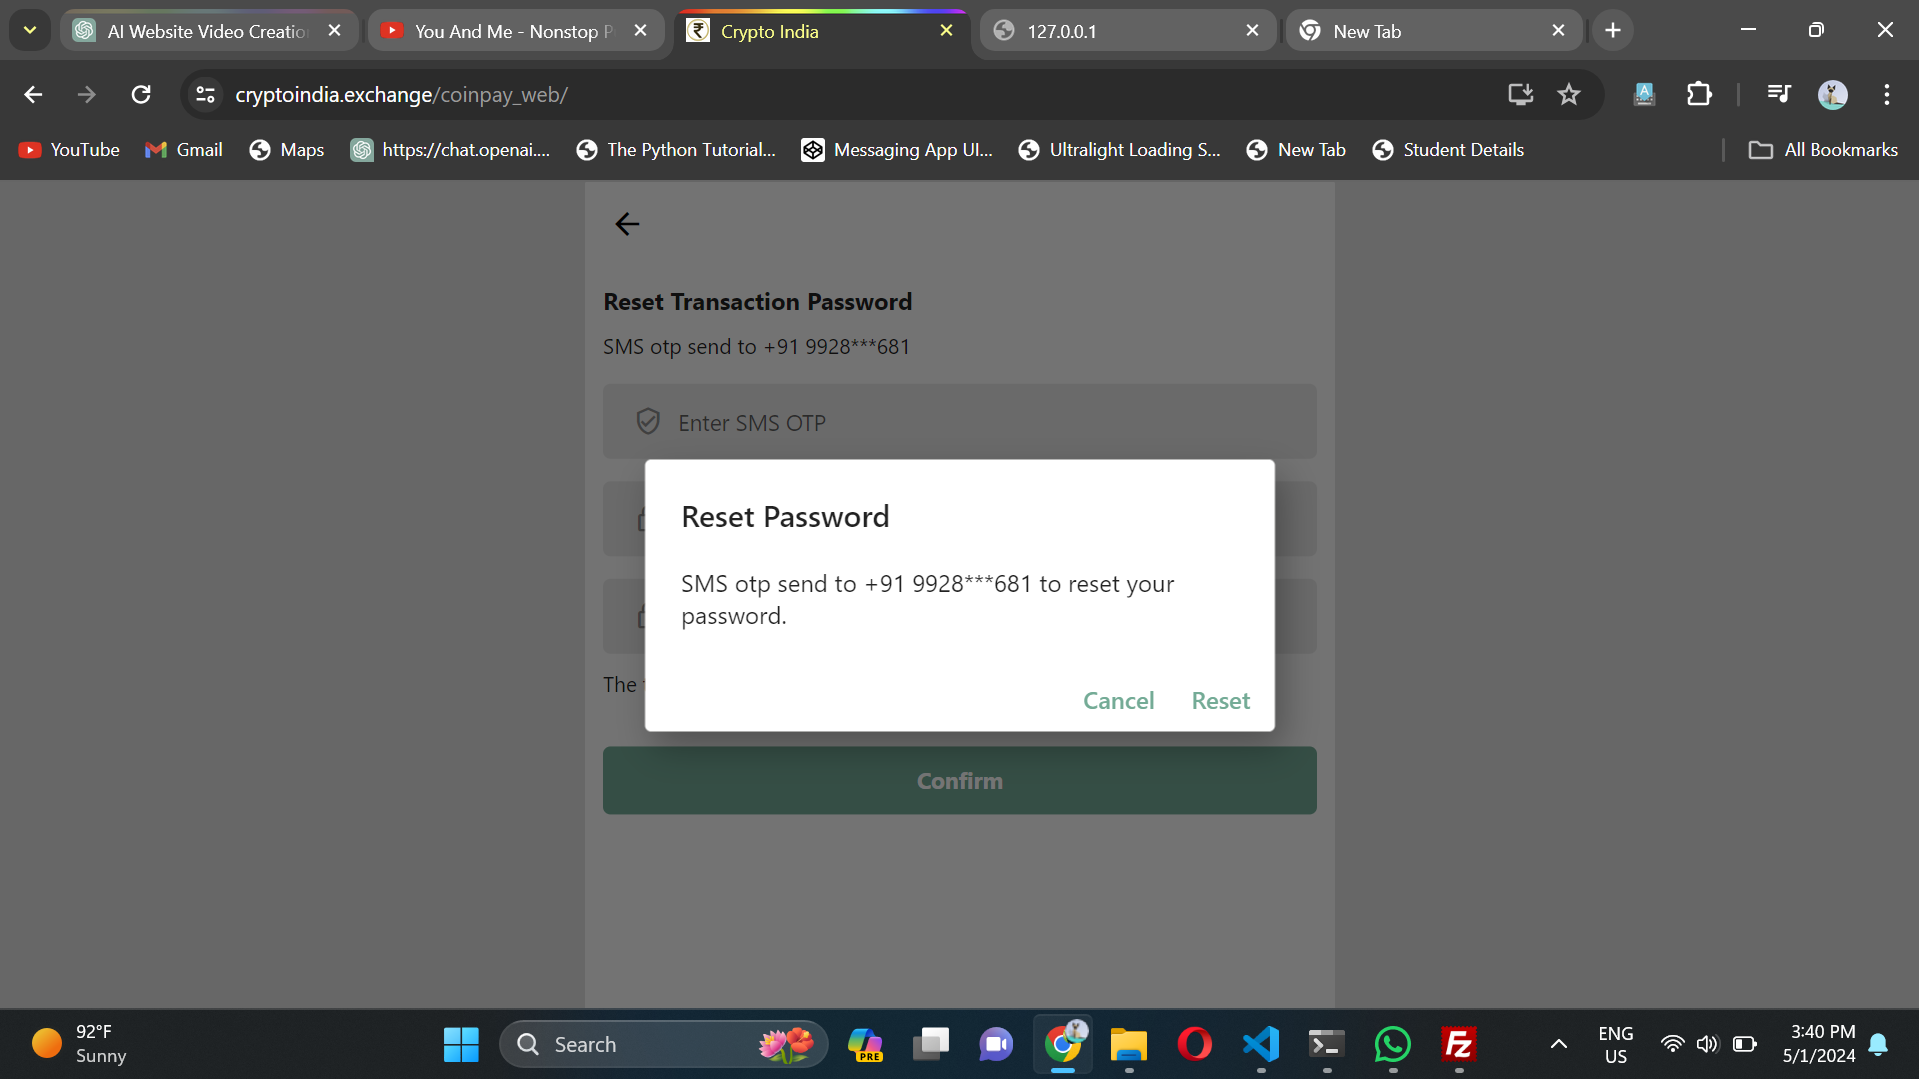 AI Website Video Creatio
You And Me - Nonstop P
Crypto India
127.0.0.1
New Tab
cryptoindia.exchange/coinpay_web/
YouTube
Gmail
Maps
https://chat.openai....
The Python Tutorial...
Messaging App UI...
Ultralight Loading S...
New Tab
Student Details
All Bookmarks
Reset Transaction Password
SMS otp send to +91 9928***681
Enter SMS OTP
Reset Password
SMS otp send to +91 9928***681 to reset your
password.
The
Cancel
Reset
Confirm
92°F
Sunny
Search
PRE
ENG
US
3:40 PM
5/1/2024